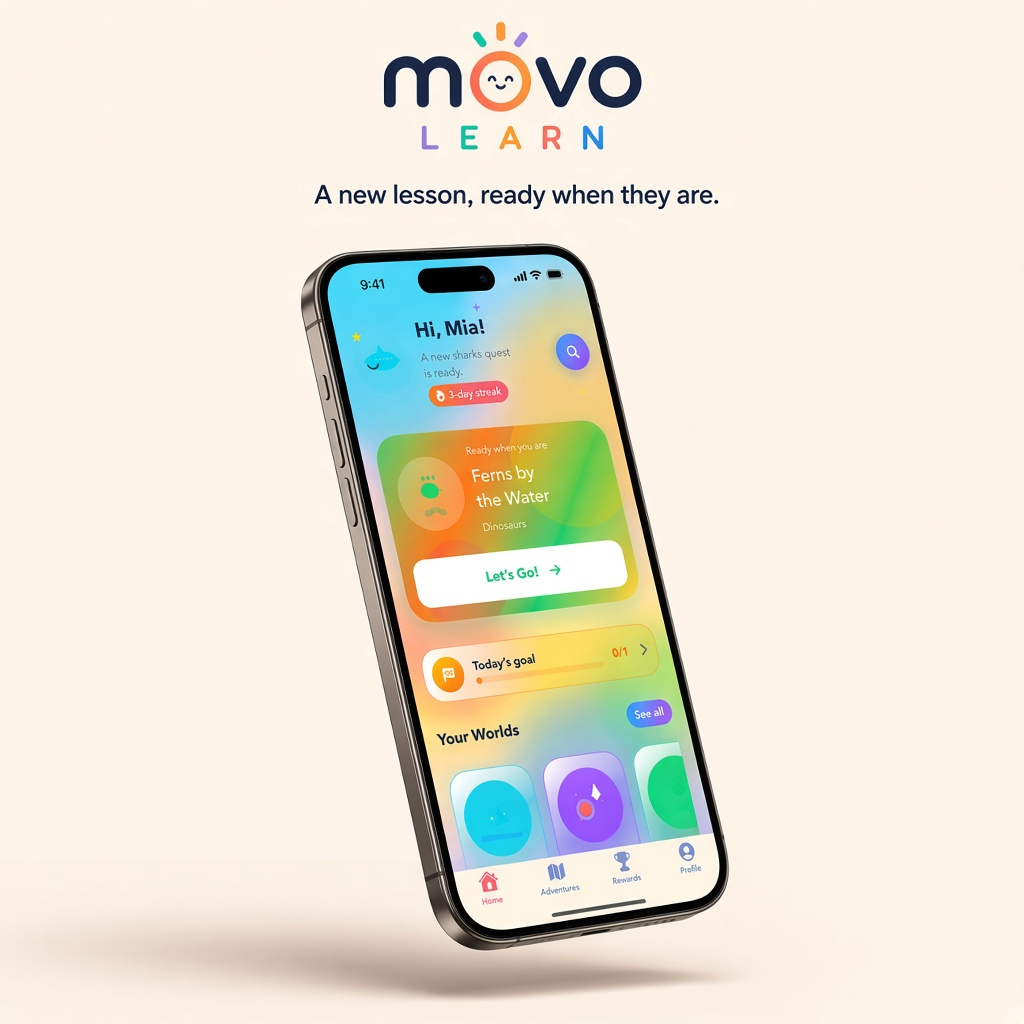 movo
LEARN
A new lesson, ready when they are.
9:41
Hi, Mia!
A new sharks quest
is ready.
3-day streak
Ready when you are
Ferns by
the Water
Dinosaurs
Let's Go!
Today's goal
0/1
Your Worlds
See all
Home
Adventures
Rewards
Profile